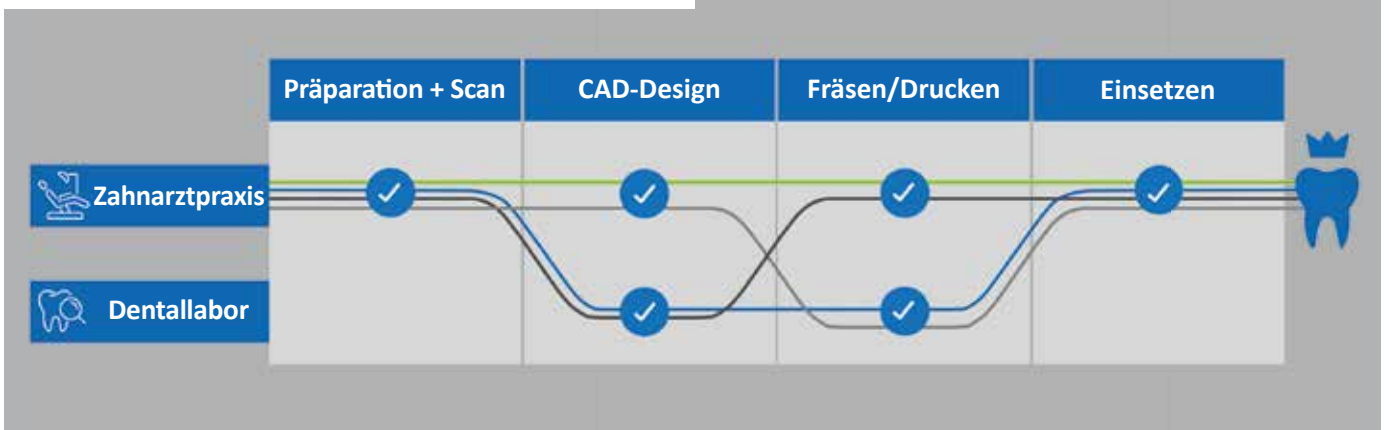 Präparation + Scan
CAD-Design
Fräsen/Drucken
Einsetzen
Zahnarztpraxis
Dentallabor